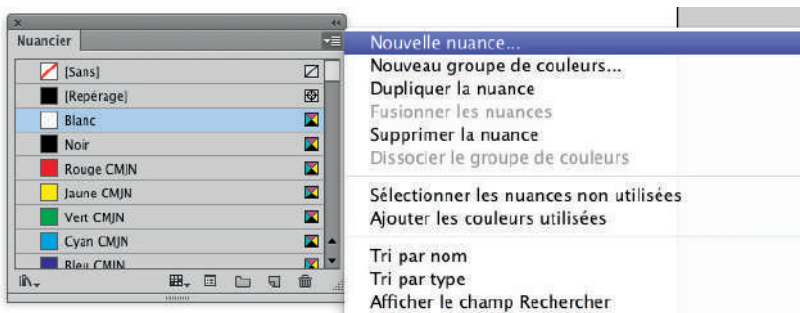 Nuancier
[Sans]
[Repérage]
Blanc
Noir
Rouge CMJN
Jaune CMJN
Vert CMJN
Cyan CMJN
Bleu CMJN
Nouvelle nuance...
Nouveau groupe de couleurs...
Dupliquer la nuance
Fusionner les nuances
Supprimer la nuance
Dissocier le groupe de couleurs
Sélectionner les nuances non utilisées
Ajouter les couleurs utilisées
Tri par nom
Tri par type
Afficher le champ Rechercher